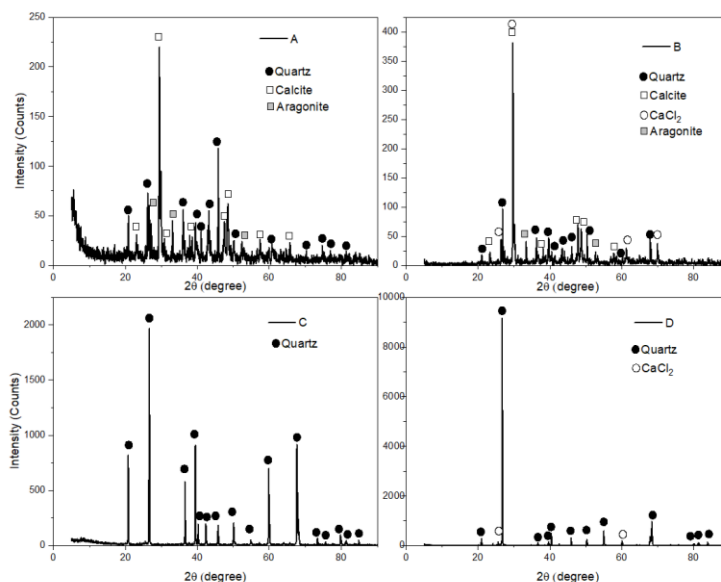 A
Quartz
Calcite
Aragonite
250
200
150
100
50
0
Intensity (Counts)
0 20 40 60 80
2θ (degree)
B
Quartz
Calcite
CaCl₂
Aragonite
400
350
300
250
200
150
100
50
0
0 20 40 60 80
2θ (degree)
C
Quartz
2000
1500
1000
500
0
Intensity (Counts)
0 20 40 60 80
2θ (degree)
D
Quartz
CaCl₂
10000
8000
6000
4000
2000
0
0 20 40 60 80
2θ (degree)